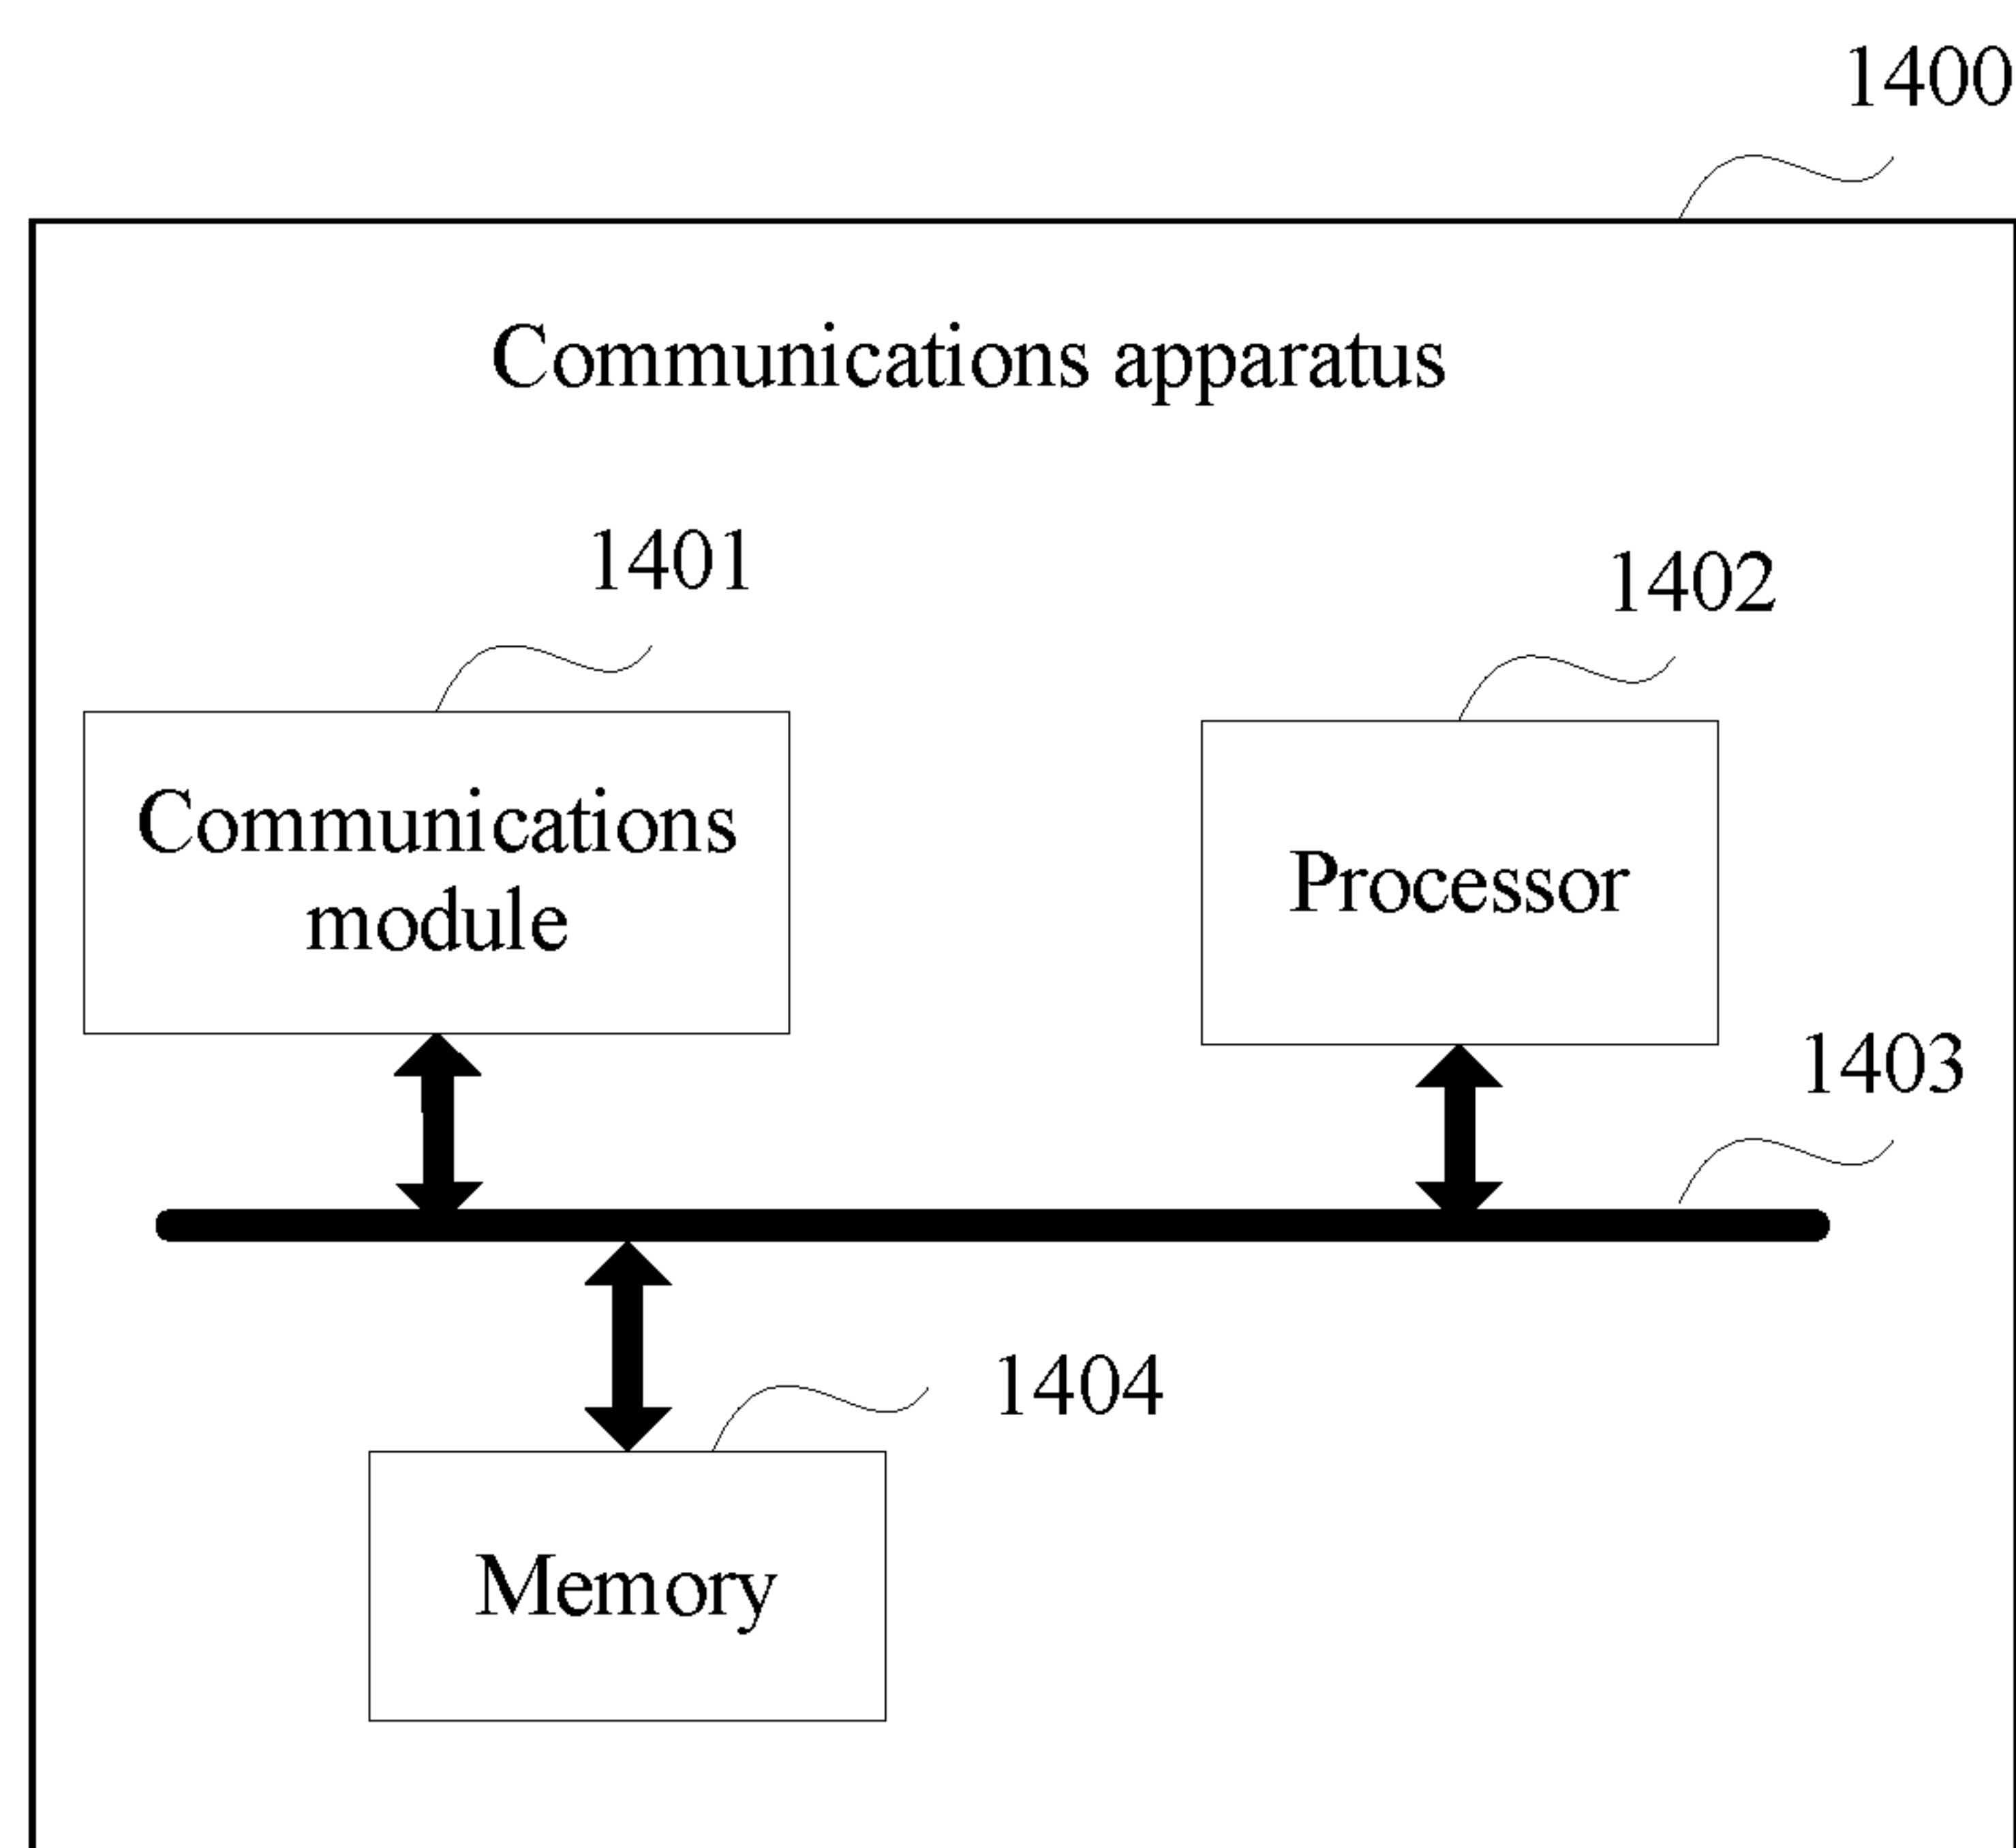 1400
Communications apparatus
1401
1402
Communications
module
Processor
1403
1404
Memory